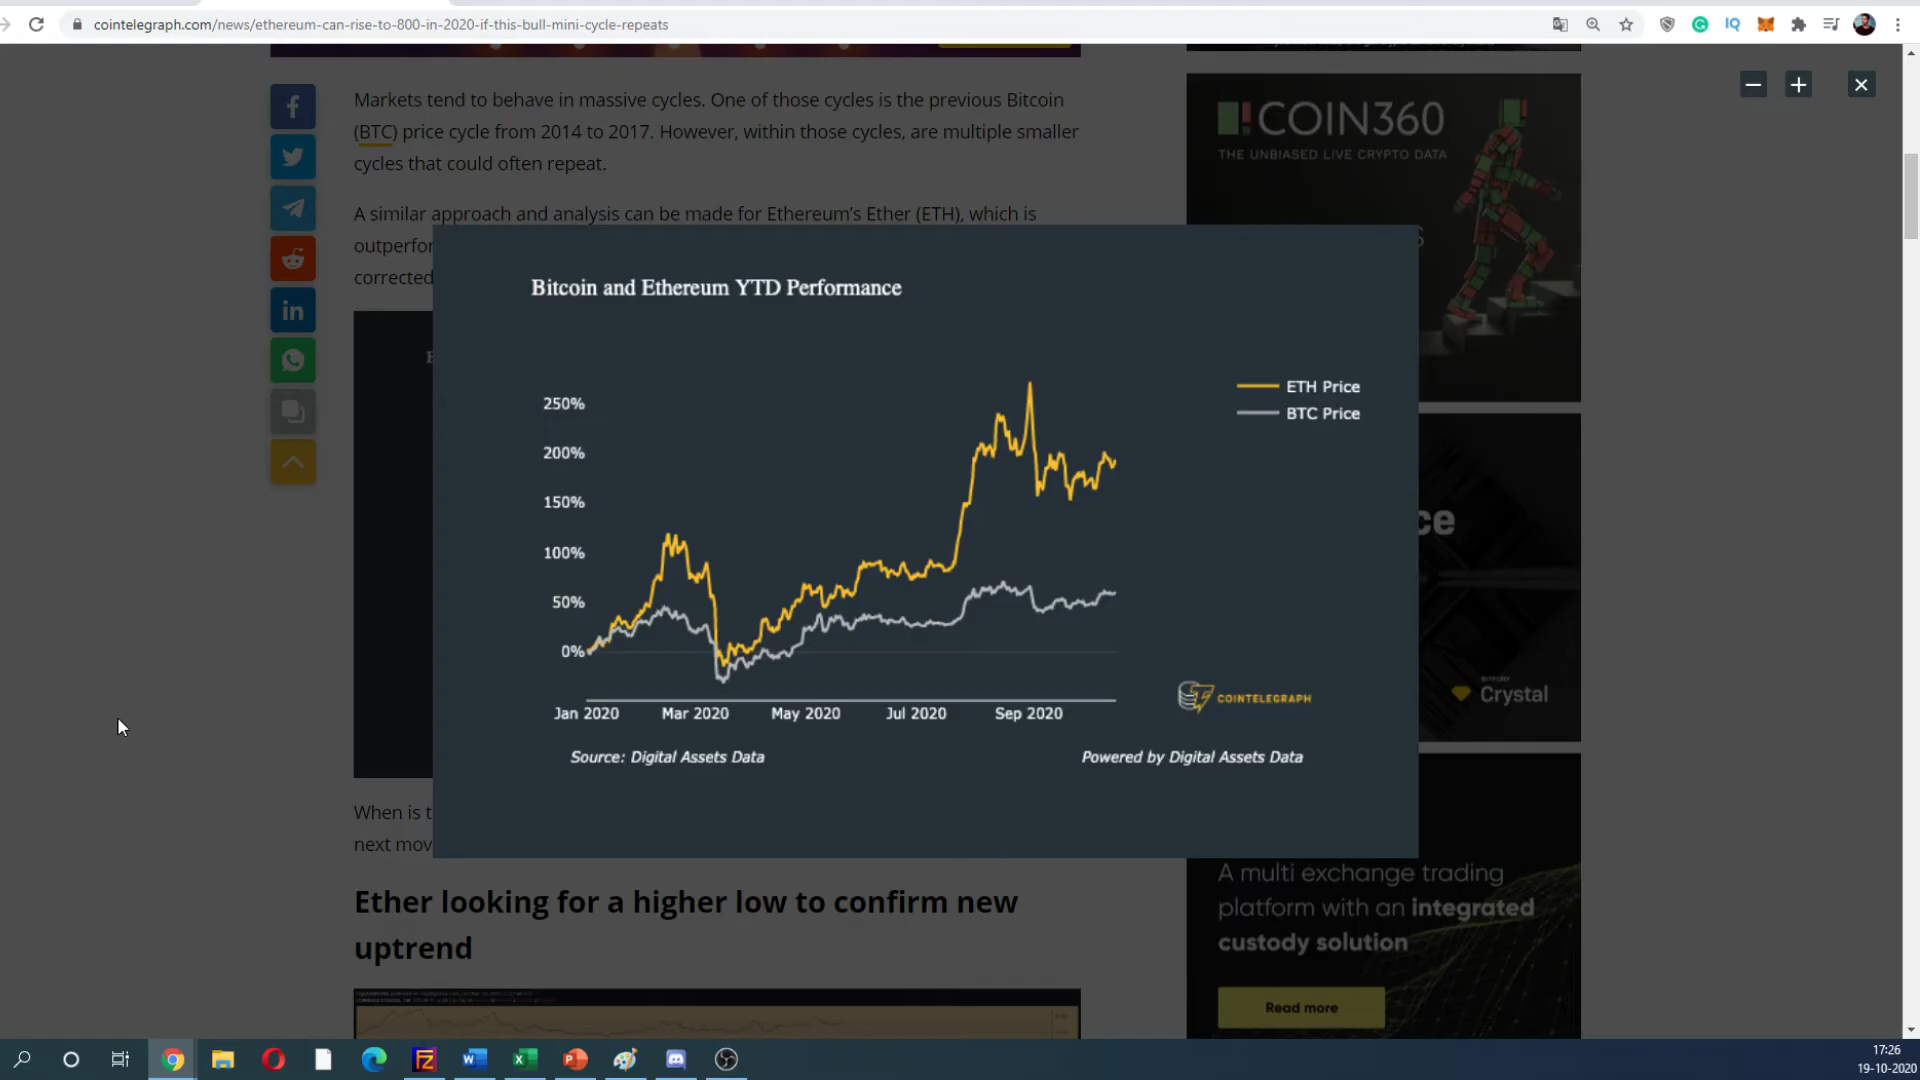 cointelegraph.com/news/ethereum-can-rise-to-800-in-2020-if-this-bull-mini-cycle-repeats
Markets tend to behave in massive cycles. One of those cycles is the previous Bitcoin
(BTC) price cycle from 2014 to 2017. However, within those cycles, are multiple smaller
cycles that could often repeat.
A similar approach and analysis can be made for Ethereum's Ether (ETH), which is
outperfor
corrected
COIN360
THE UNBIASED LIVE CRYPTO DATA
Bitcoin and Ethereum YTD Performance
ETH Price
BTC Price
250%
200%
150%
100%
50%
0%
Jan 2020 Mar 2020 May 2020 Jul 2020 Sep 2020
COINTELEGRAPH
Source: Digital Assets Data
Powered by Digital Assets Data
ce
BITFURY
Crystal
When is t
next mov
Ether looking for a higher low to confirm new
uptrend
A multi exchange trading
platform with an integrated
custody solution
Read more
17:26
19-10-2020